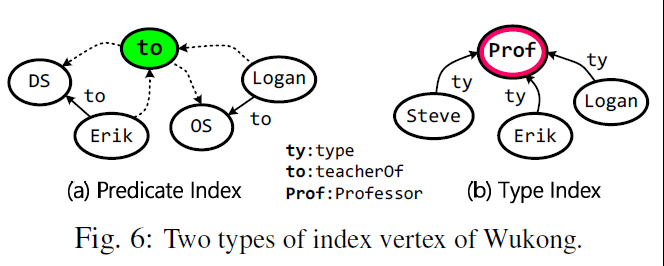 to
DS
Logan
to
to
Erik
OS
(a) Predicate Index
ty:type
to:teacherOf
Prof:Professor
Prof
ty
ty
ty
Steve
Logan
Erik
(b) Type Index
Fig. 6: Two types of index vertex of Wukong.